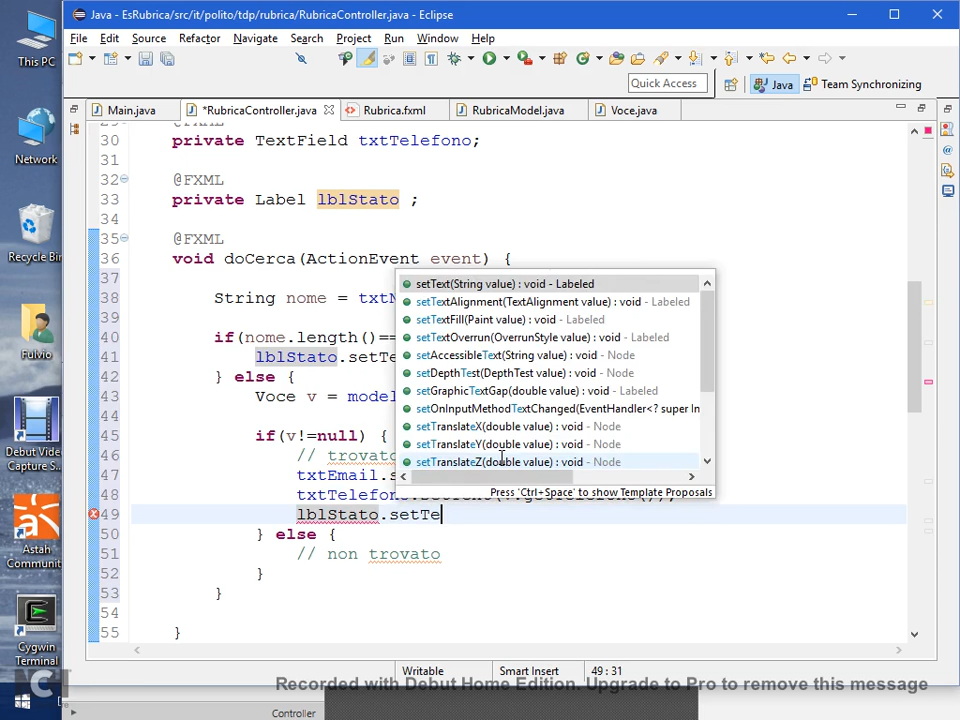 This PC
Network
Recycle Bin
Fulvio
Debut Video
Capture S...
Astah
Communit...
Cygwin
Terminal
Java - EsRubrica/src/it/polito/tdp/rubrica/RubricaController.java - Eclipse
File Edit Source Refactor Navigate Search Project Run Window Help
Quick Access
Java
Team Synchronizing
Main.java
*RubricaController.java
Rubrica.fxml
RubricaModel.java
Voce.java
30 private TextField txtTelefono;
31
32 @FXML
33 private Label lblStato ;
34
35 @FXML
36 void doCerca(ActionEvent event) {
37
38 String nome = txtN
39
40 if(nome.length()==
41 lblStato.setTe
42 } else {
43 Voce v = model
44
45 if(v!=null) {
46 // trovato
47 txtEmail.s
48 txtTelefono.
49 lblStato.setTe
50 } else {
51 // non trovato
52 }
53 }
54
55 }
setText(String value) : void - Labeled
setTextAlignment(TextAlignment value) : void - Labeled
setTextFill(Paint value) : void - Labeled
setTextOverrun(OverrunStyle value) : void - Labeled
setAccessibleText(String value) : void - Node
setDepthTest(DepthTest value) : void - Node
setGraphicTextGap(double value) : void - Labeled
setOnInputMethodTextChanged(EventHandler<? super In
setTranslateX(double value) : void - Node
setTranslateY(double value) : void - Node
setTranslateZ(double value) : void - Node
Press 'Ctrl+Space' to show Template Proposals
Writable
Smart Insert
49 : 31
Recorded with Debut Home Edition. Upgrade to Pro to remove this message
Controller